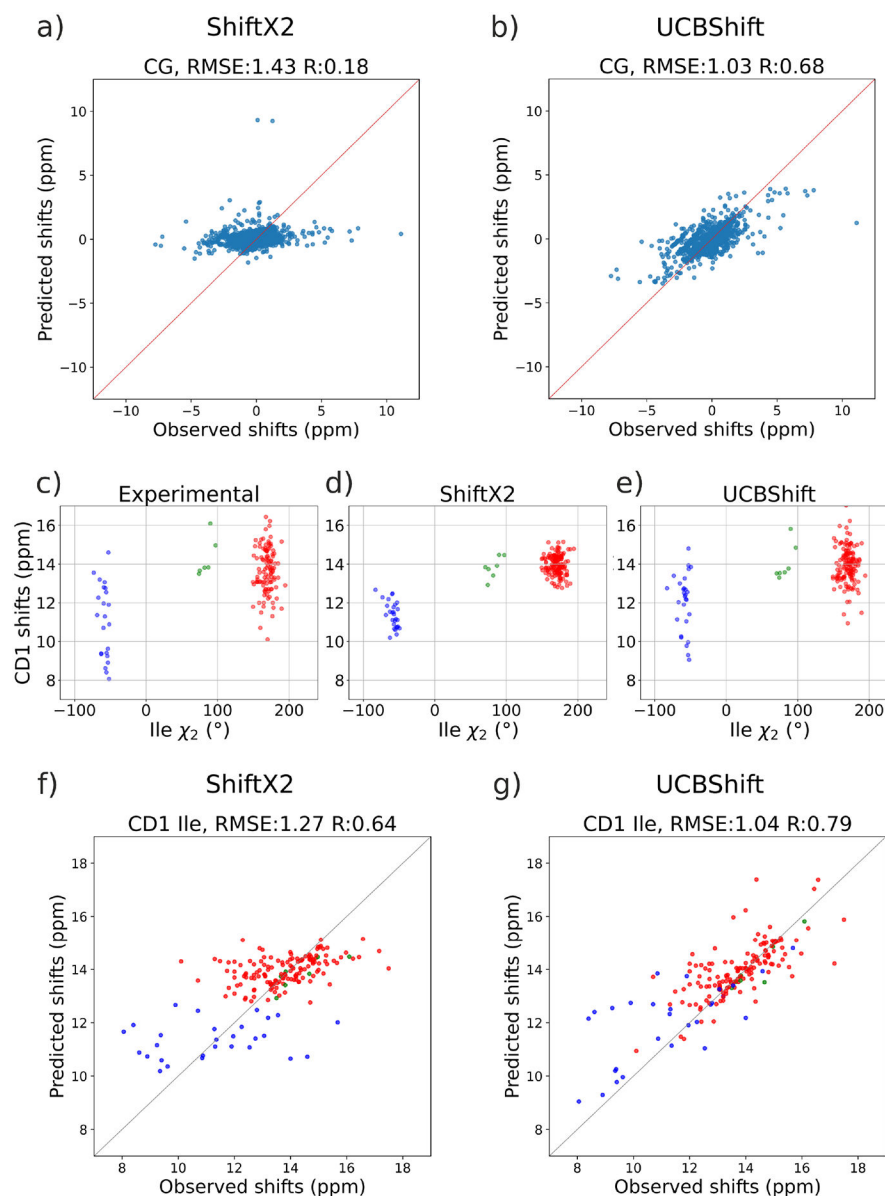 a) ShiftX2
CG, RMSE:1.43 R:0.18
Predicted shifts (ppm)
10
5
0
−5
−10
−10 −5 0 5 10
Observed shifts (ppm)
b) UCBShift
CG, RMSE:1.03 R:0.68
Predicted shifts (ppm)
10
5
0
−5
−10
−10 −5 0 5 10
Observed shifts (ppm)
c) Experimental
CD1 shifts (ppm)
16
14
12
10
8
−100 0 100 200
Ile χ₂ (°)
d) ShiftX2
16
14
12
10
8
−100 0 100 200
Ile χ₂ (°)
e) UCBShift
16
14
12
10
8
−100 0 100 200
Ile χ₂ (°)
f) ShiftX2
CD1 Ile, RMSE:1.27 R:0.64
Predicted shifts (ppm)
18
16
14
12
10
8
8 10 12 14 16 18
Observed shifts (ppm)
g) UCBShift
CD1 Ile, RMSE:1.04 R:0.79
Predicted shifts (ppm)
18
16
14
12
10
8
8 10 12 14 16 18
Observed shifts (ppm)